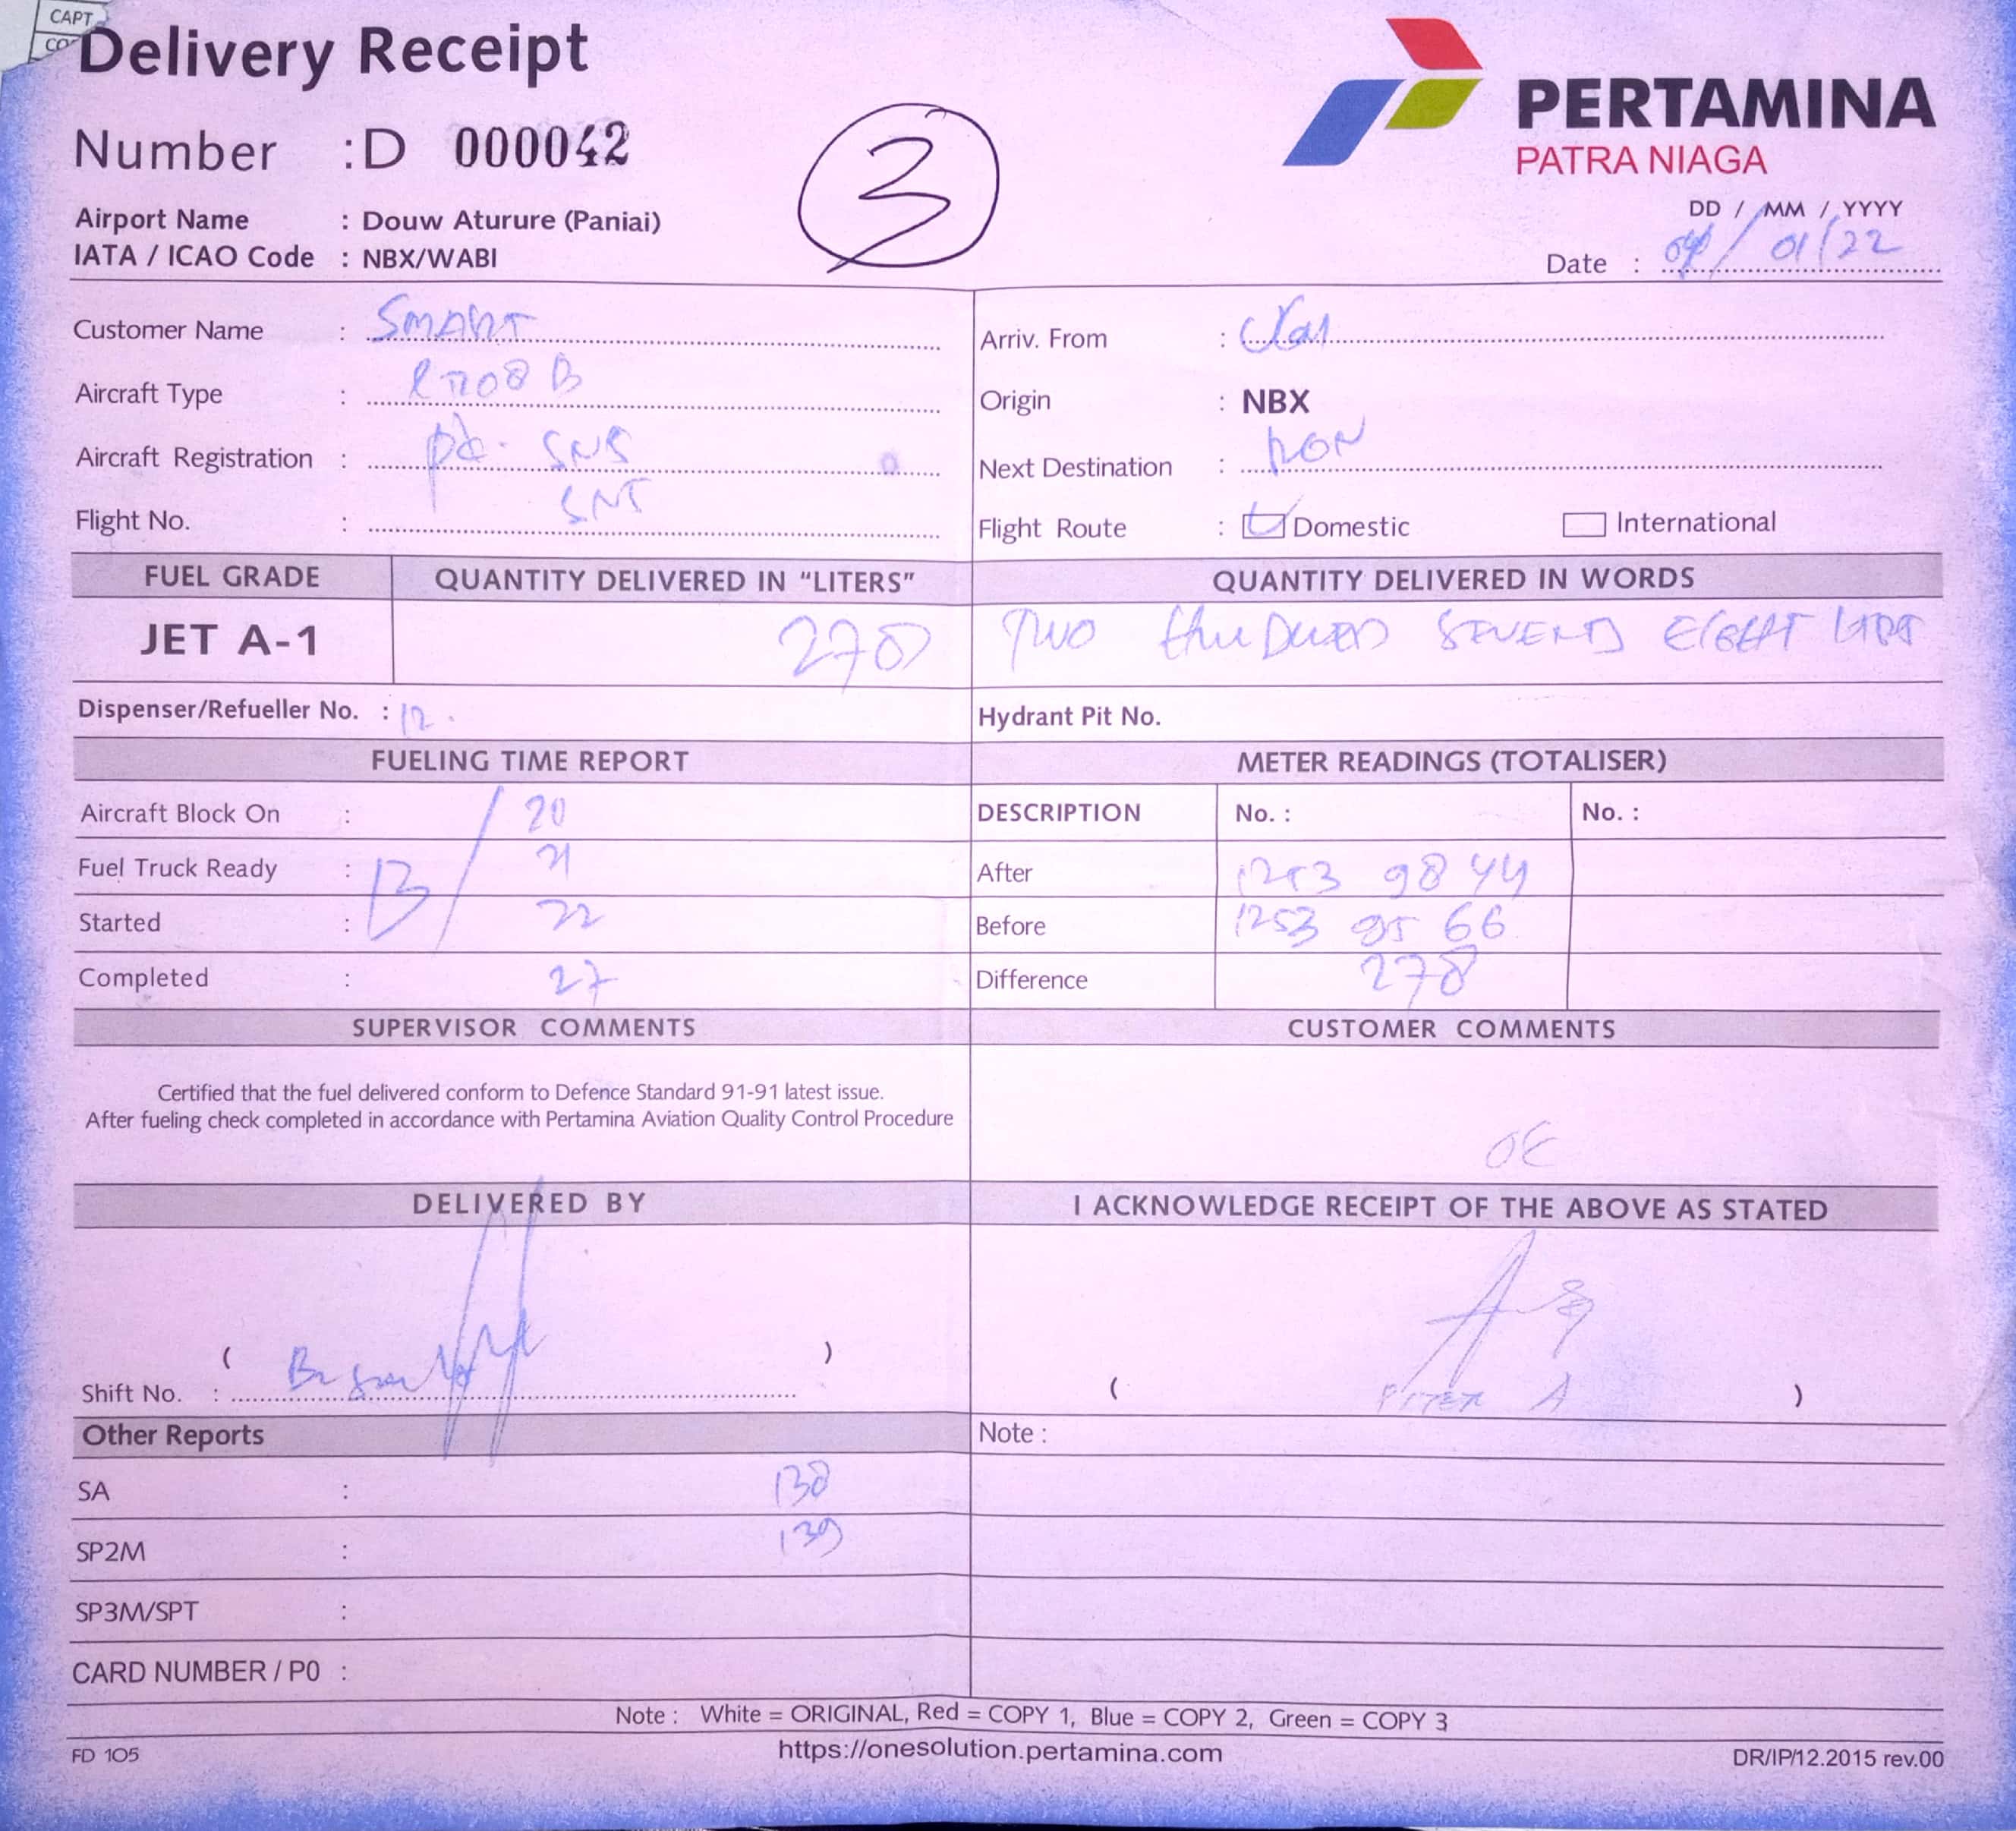 CAPT
CO
Delivery Receipt
Number : D 000042
3
PERTAMINA
PATRA NIAGA
Airport Name : Douw Aturure (Paniai)
IATA / ICAO Code : NBX/WABI
DD / MM / YYYY
Date : / 01/22
Customer Name : SMART
Aircraft Type :
Aircraft Registration : PK - SNS
SNT
Flight No. :
Arriv. From :
Origin : NBX
Next Destination : RON
Flight Route : Domestic International
FUEL GRADE QUANTITY DELIVERED IN "LITERS" QUANTITY DELIVERED IN WORDS
JET A-1 278 TWO SEVENTY EIGHT
Dispenser/Refueller No. : 12. Hydrant Pit No.
FUELING TIME REPORT METER READINGS (TOTALISER)
Aircraft Block On : 20 DESCRIPTION No. : No. :
Fuel Truck Ready : 21 After 1253 98 44
Started : 22 Before 1253 95 66
Completed : 27 Difference 278
SUPERVISOR COMMENTS CUSTOMER COMMENTS
Certified that the fuel delivered conform to Defence Standard 91-91 latest issue.
After fueling check completed in accordance with Pertamina Aviation Quality Control Procedure
DELIVERED BY I ACKNOWLEDGE RECEIPT OF THE ABOVE AS STATED
( )
Shift No. :
( A )
Other Reports Note :
SA : 138
SP2M : 139
SP3M/SPT :
CARD NUMBER / P0 :
Note : White = ORIGINAL, Red = COPY 1, Blue = COPY 2, Green = COPY 3
FD 105 https://onesolution.pertamina.com DR/IP/12.2015 rev.00